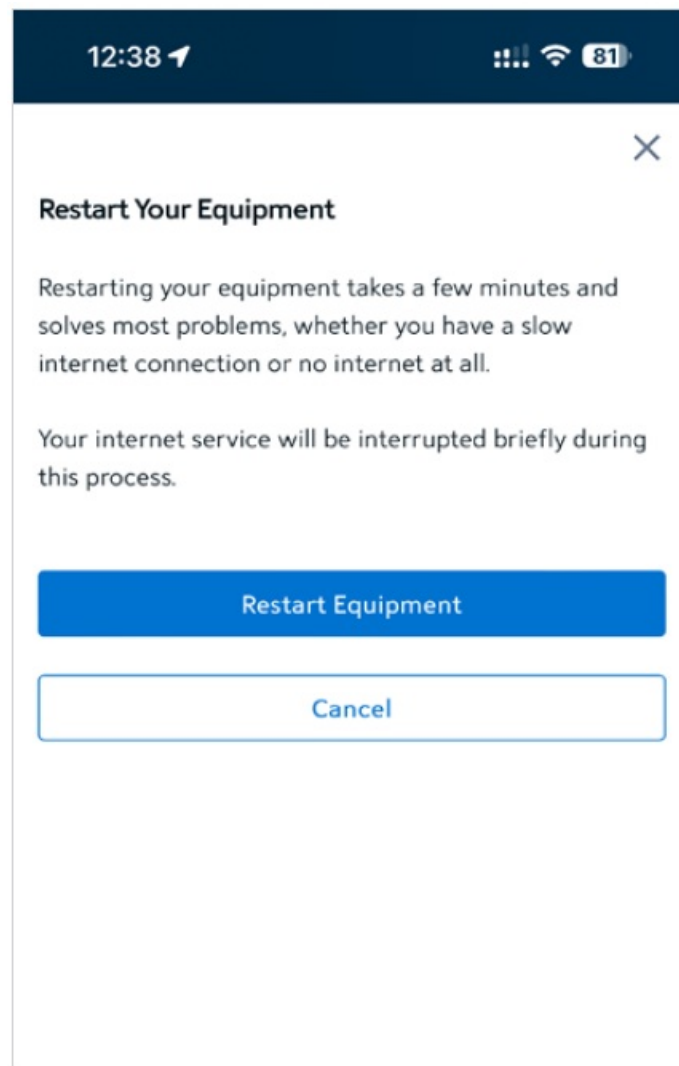 12:38
81
Restart Your Equipment
Restarting your equipment takes a few minutes and
solves most problems, whether you have a slow
internet connection or no internet at all.
Your internet service will be interrupted briefly during
this process.
Restart Equipment
Cancel